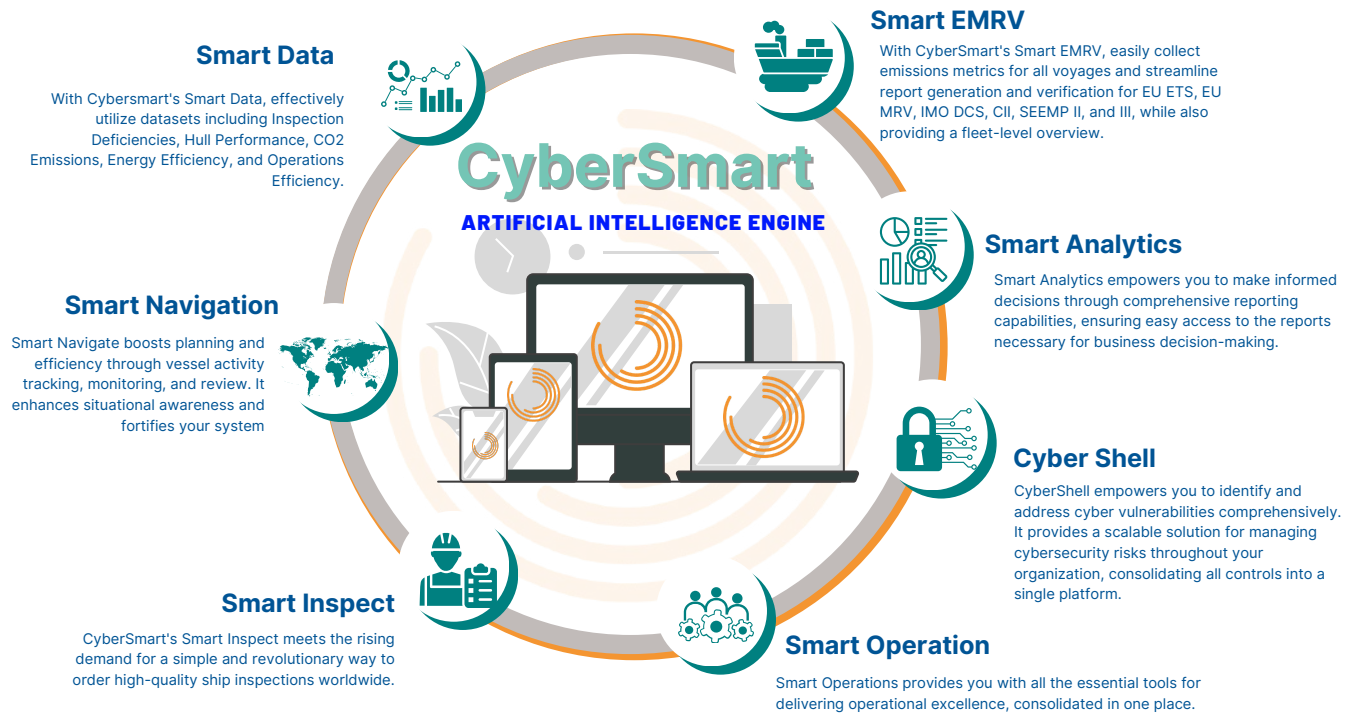 CyberSmart
ARTIFICIAL INTELLIGENCE ENGINE
Smart Data
With Cybersmart's Smart Data, effectively
utilize datasets including Inspection
Deficiencies, Hull Performance, CO2
Emissions, Energy Efficiency, and Operations
Efficiency.
Smart EMRV
With CyberSmart's Smart EMRV, easily collect
emissions metrics for all voyages and streamline
report generation and verification for EU ETS, EU
MRV, IMO DCS, CII, SEEMP II, and III, while also
providing a fleet-level overview.
Smart Analytics
Smart Analytics empowers you to make informed
decisions through comprehensive reporting
capabilities, ensuring easy access to the reports
necessary for business decision-making.
Cyber Shell
CyberShell empowers you to identify and
address cyber vulnerabilities comprehensively.
It provides a scalable solution for managing
cybersecurity risks throughout your
organization, consolidating all controls into a
single platform.
Smart Operation
Smart Operations provides you with all the essential tools for
delivering operational excellence, consolidated in one place.
Smart Inspect
CyberSmart's Smart Inspect meets the rising
demand for a simple and revolutionary way to
order high-quality ship inspections worldwide.
Smart Navigation
Smart Navigate boosts planning and
efficiency through vessel activity
tracking, monitoring, and review. It
enhances situational awareness and
fortifies your system